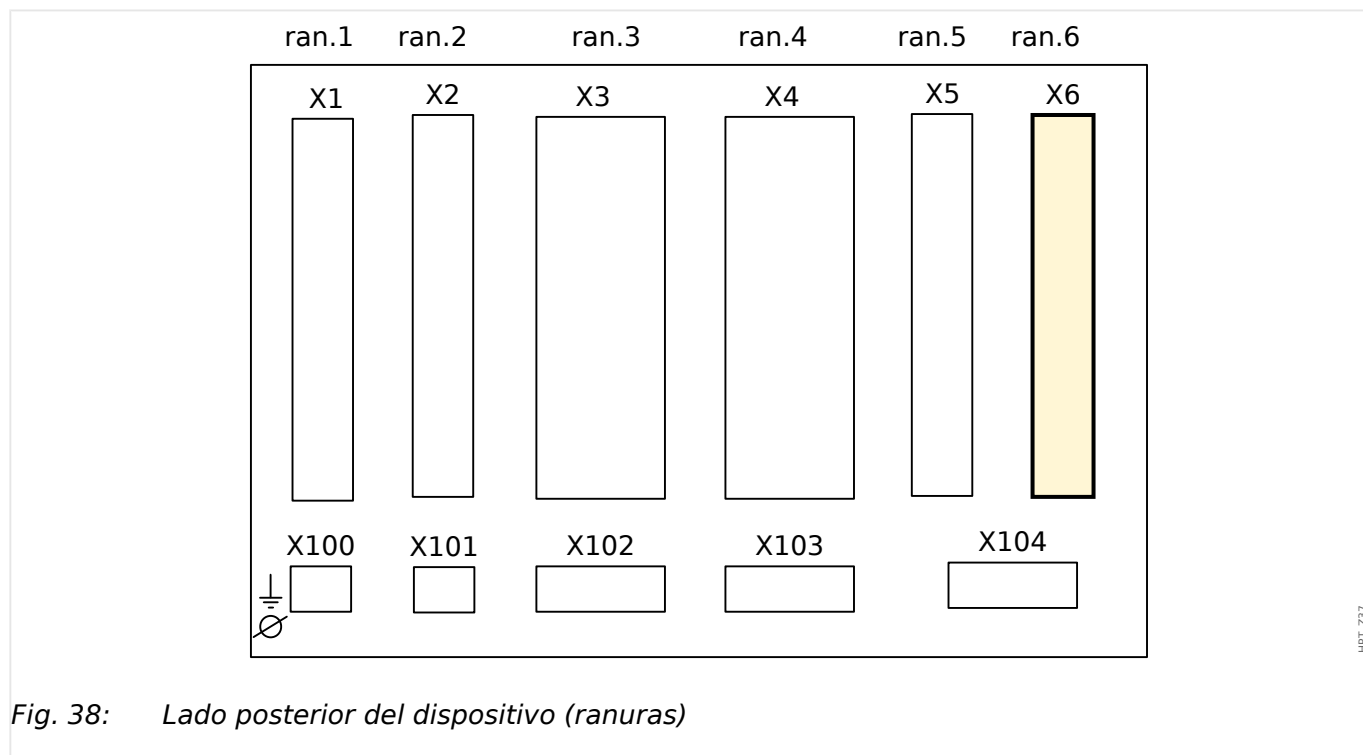 ran.1 ran.2 ran.3 ran.4 ran.5 ran.6
X1 X2 X3 X4 X5 X6
X100 X101 X102 X103 X104
Fig. 38: Lado posterior del dispositivo (ranuras)